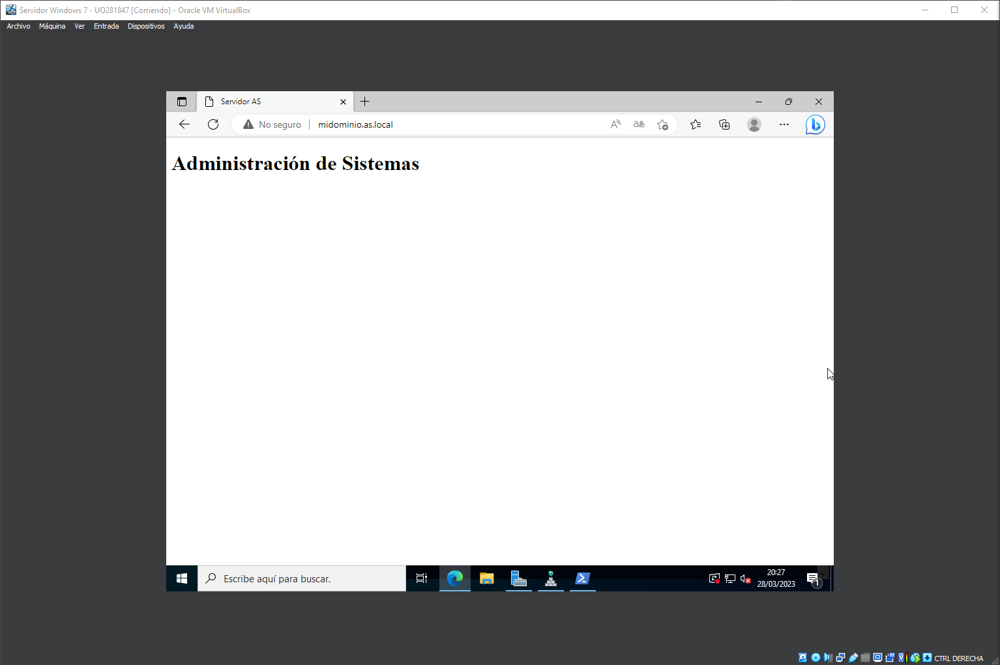 Servidor Windows 7 - UO281847 [Corriendo] - Oracle VM VirtualBox
Archivo Máquina Ver Entrada Dispositivos Ayuda
Servidor AS
No seguro midominio.as.local
Administración de Sistemas
Escribe aquí para buscar.
20:27
28/03/2023
1
CTRL DERECHA